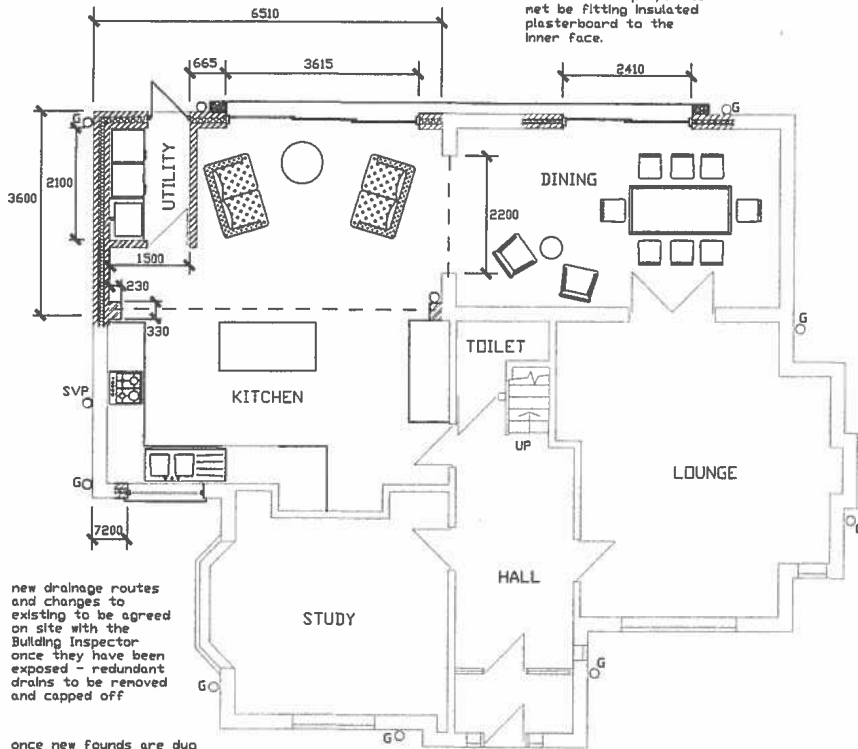 met be fitting insulated
plasterboard to the
inner face.
6510
665
3615
2410
G
G
UTILITY
2100
3600
DINING
2200
1500
230
330
G
TOILET
SVP
KITCHEN
UP
LOUNGE
G
G
7200
HALL
new drainage routes
and changes to
existing to be agreed
on site with the
Building Inspector
once they have been
exposed - redundant
drains to be removed
and capped off
STUDY
G
G
G
once new founds are dug